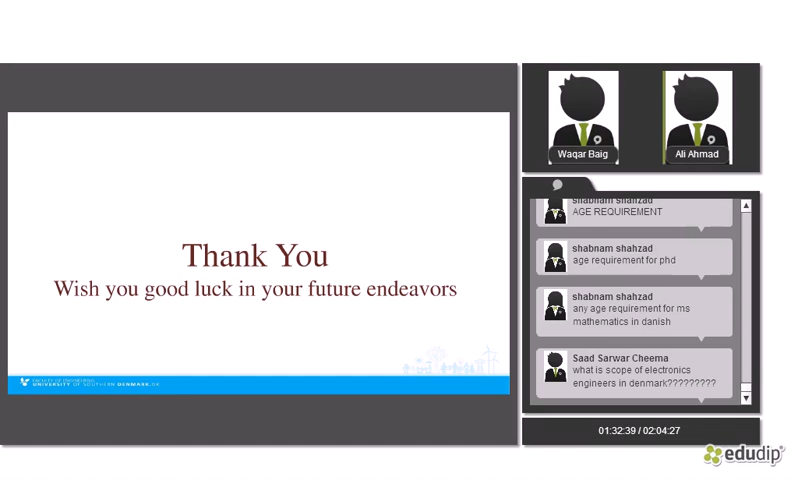 Thank You
Wish you good luck in your future endeavors
FACULTY OF ENGINEERING
UNIVERSITY OF SOUTHERN DENMARK.DK
Waqar Baig
Ali Ahmad
shabnam shahzad
AGE REQUIREMENT
shabnam shahzad
age requirement for phd
shabnam shahzad
any age requirement for ms
mathematics in danish
Saad Sarwar Cheema
what is scope of electronics
engineers in denmark?????????
01:32:39 / 02:04:27
edudip